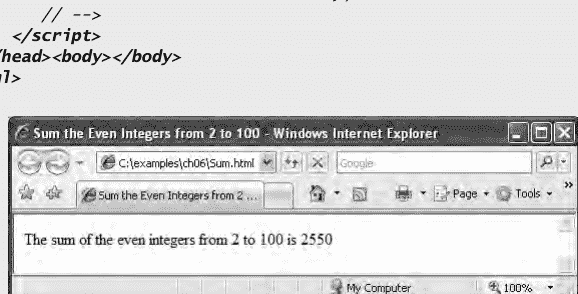 // -->
</script>
/head><body></body>
l>
Sum the Even Integers from 2 to 100 - Windows Internet Explorer
C:\examples\ch06\Sum.html
Google
Sum the Even Integers from 2 ...
Page
Tools
»
The sum of the even integers from 2 to 100 is 2550
My Computer
100%